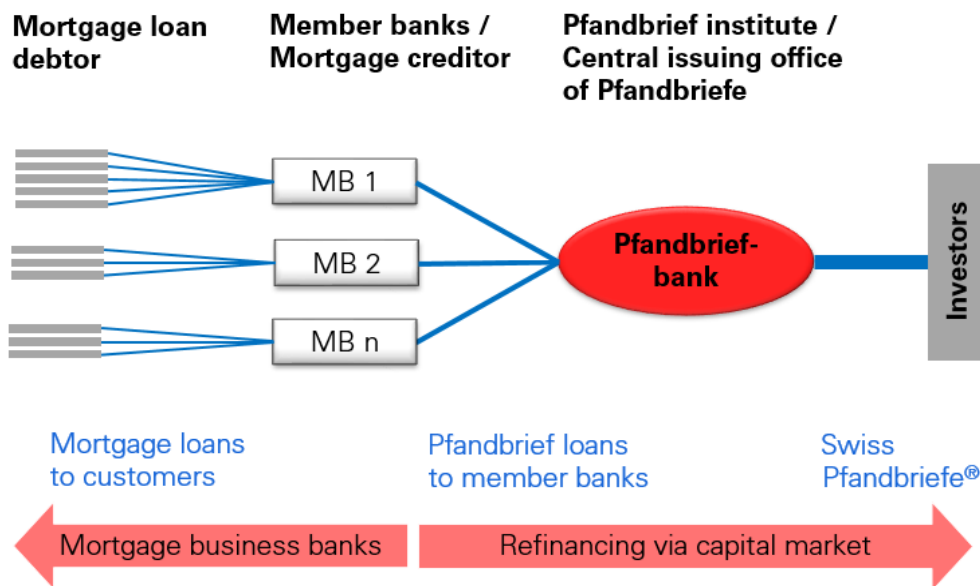 Mortgage loan
debtor
Member banks /
Mortgage creditor
Pfandbrief institute /
Central issuing office
of Pfandbriefe
MB 1
MB 2
MB n
Pfandbrief-
bank
Investors
Mortgage loans
to customers
Pfandbrief loans
to member banks
Swiss
Pfandbriefe®
Mortgage business banks
Refinancing via capital market